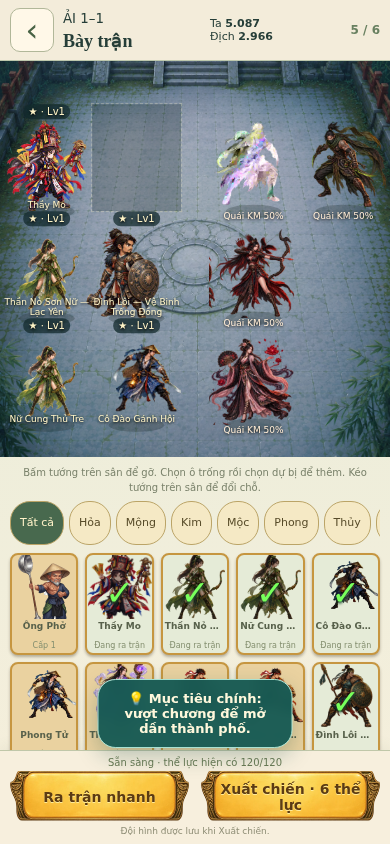 ẢI 1–1
Bày trận
Ta 5.087
Địch 2.966
5 / 6
★ · Lv1
Thầy Mo
Quái KM 50%
Quái KM 50%
★ · Lv1
★ · Lv1
Thần Nỏ Sơn Nữ —
Lạc Yên
Đinh Lôi — Vệ Binh
Trống Đồng
Quái KM 50%
★ · Lv1
★ · Lv1
Nữ Cung Thủ Tre
Cô Đào Gánh Hội
Quái KM 50%
Bấm tướng trên sân để gỡ. Chọn ô trống rồi chọn dự bị để thêm. Kéo
tướng trên sân để đổi chỗ.
Tất cả
Hỏa
Mộng
Kim
Mộc
Phong
Thủy
Ông Phở
Cấp 1
Thầy Mo
Đang ra trận
Thần Nỏ ...
Đang ra trận
Nữ Cung ...
Đang ra trận
Cô Đào G...
Đang ra trận
Phong Tử
Đinh Lôi ...
💡 Mục tiêu chính:
vượt chương để mở
dần thành phố.
Sẵn sàng · thể lực hiện có 120/120
Ra trận nhanh
Xuất chiến · 6 thể
lực
Đội hình được lưu khi Xuất chiến.